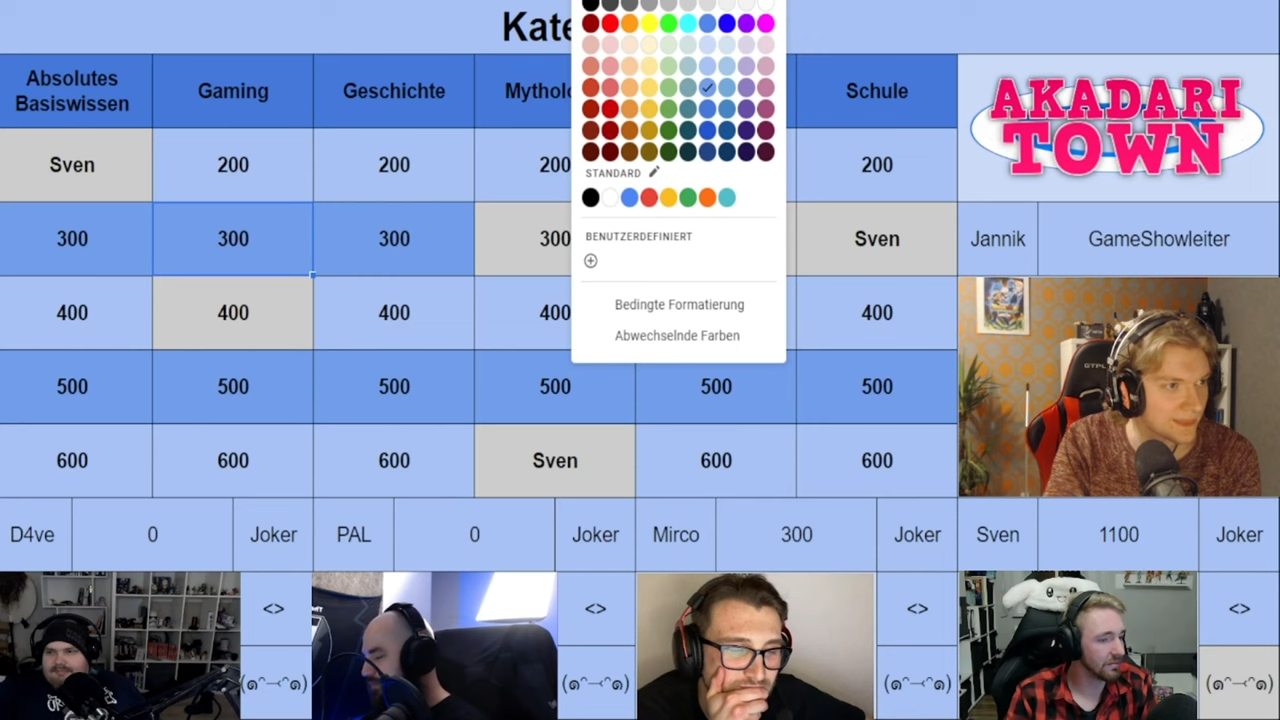 Kate
Absolutes Basiswissen Gaming Geschichte Mytholo Schule
AKADARI TOWN
Sven 200 200 200 200
STANDARD
300 300 300 300 Sven Jannik GameShowleiter
BENUTZERDEFINIERT
400 400 400 400 400
Bedingte Formatierung
Abwechselnde Farben
500 500 500 500 500 500
600 600 600 Sven 600 600
D4ve 0 Joker PAL 0 Joker Mirco 300 Joker Sven 1100 Joker
<> <> <> <>